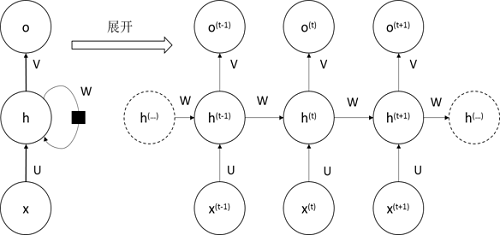 o
展开
o(t-1)
o(t)
o(t+1)
V
V
V
V
W
h
h(...)
W
h(t-1)
W
h(t)
W
h(t+1)
W
h(...)
U
U
U
U
x
x(t-1)
x(t)
x(t+1)